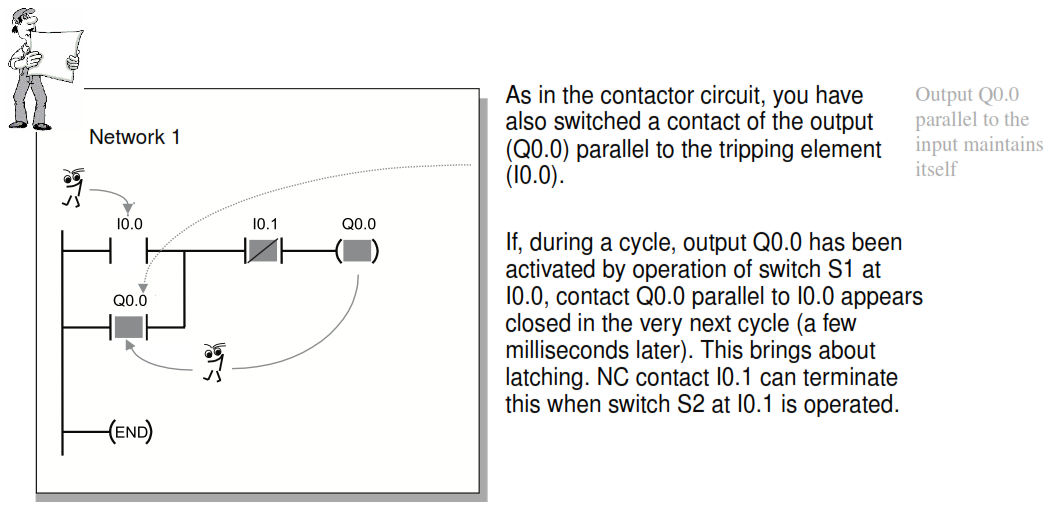 Network 1
I0.0
I0.1
Q0.0
Q0.0
(END)
As in the contactor circuit, you have
also switched a contact of the output
(Q0.0) parallel to the tripping element
(I0.0).
If, during a cycle, output Q0.0 has been
activated by operation of switch S1 at
I0.0, contact Q0.0 parallel to I0.0 appears
closed in the very next cycle (a few
milliseconds later). This brings about
latching. NC contact I0.1 can terminate
this when switch S2 at I0.1 is operated.
Output Q0.0
parallel to the
input maintains
itself